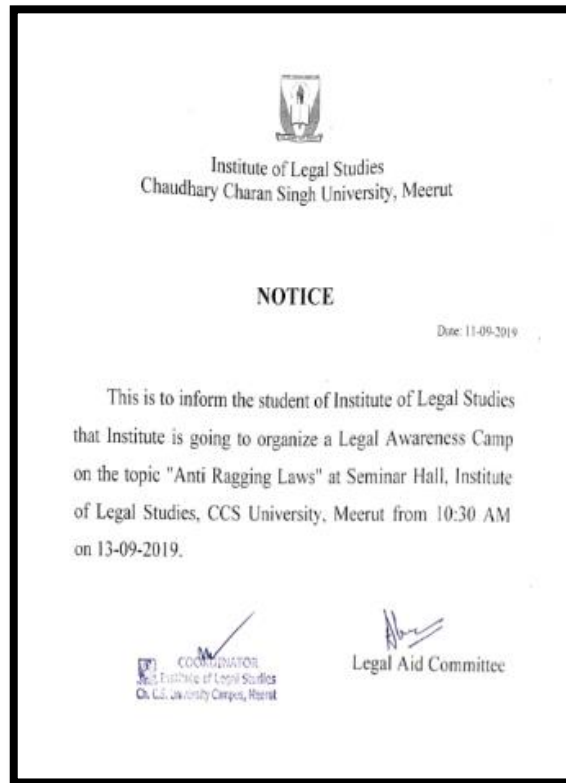 Institute of Legal Studies
Chaudhary Charan Singh University, Meerut
NOTICE
Date: 11-09-2019
This is to inform the student of Institute of Legal Studies
that Institute is going to organize a Legal Awareness Camp
on the topic "Anti Ragging Laws" at Seminar Hall, Institute
of Legal Studies, CCS University, Meerut from 10:30 AM
on 13-09-2019.
COORDINATOR
Institute of Legal Studies
Ch. C.S. University Campus, Meerut
Legal Aid Committee